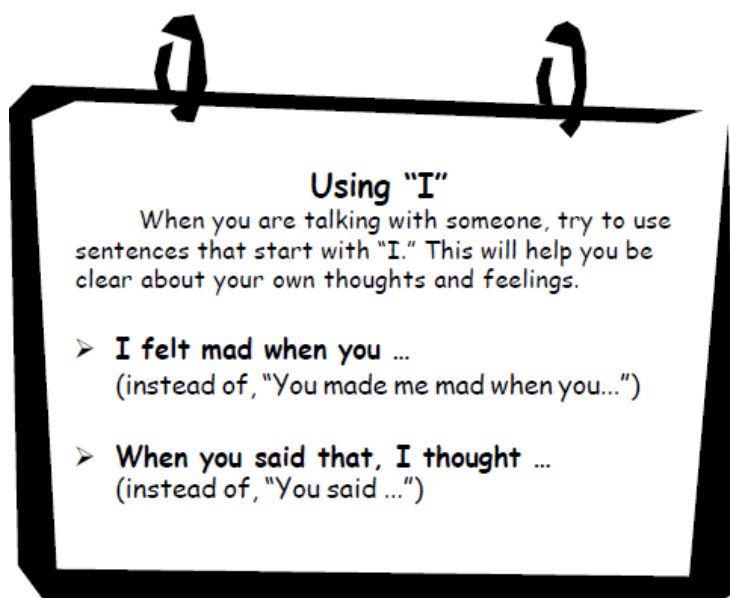 Using “I”
When you are talking with someone, try to use
sentences that start with “I.” This will help you be
clear about your own thoughts and feelings.
➢ I felt mad when you …
(instead of, “You made me mad when you...”)
➢ When you said that, I thought …
(instead of, “You said ...”)